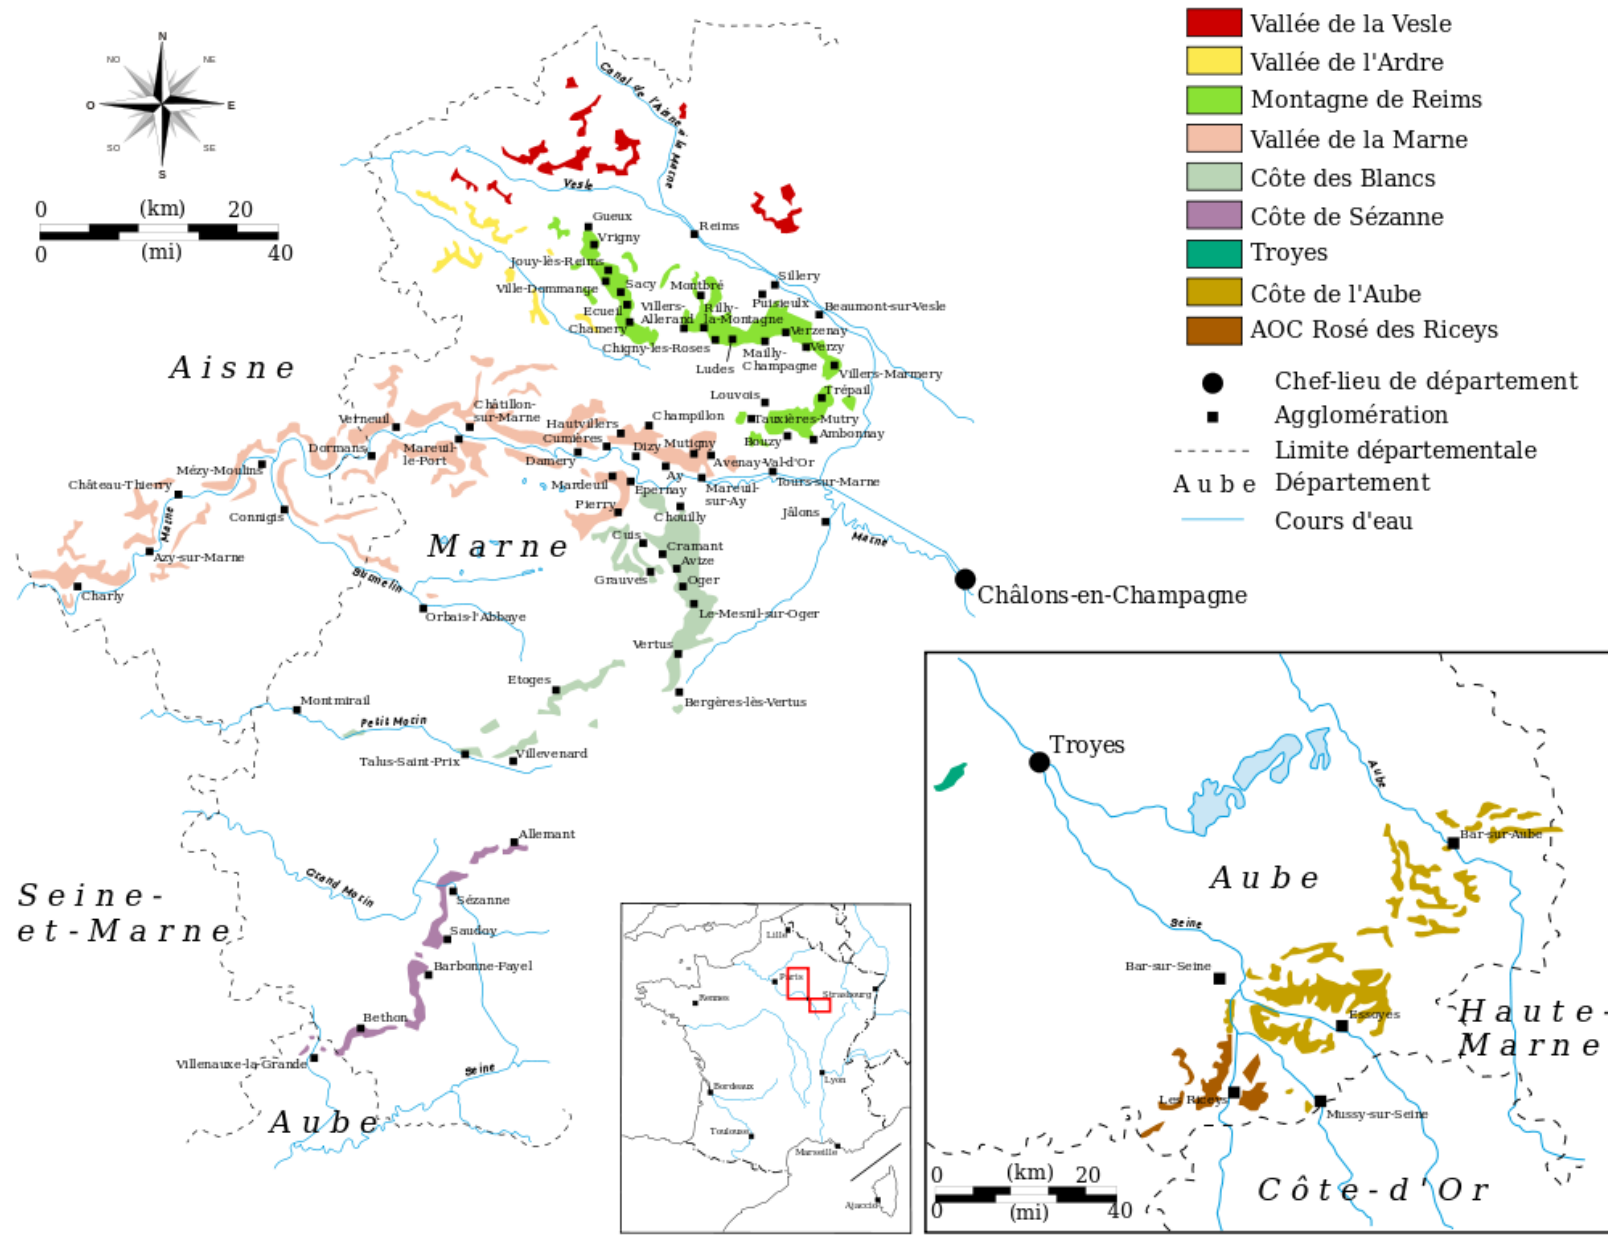 N
NO
NE
O
E
SO
SE
S
0
(km)
20
0
(mi)
40
Vallée de la Vesle
Vallée de l'Ardre
Montagne de Reims
Vallée de la Marne
Côte des Blancs
Côte de Sézanne
Troyes
Côte de l'Aube
AOC Rosé des Riceys
Chef-lieu de département
Agglomération
Limite départementale
Aube Département
Cours d'eau
Canal de l'Aisne à la Marne
Vesle
Gueux
Vrigny
Reims
Jouy-lès-Reims
Ville-Dommange
Sacy
Montbré
Sillery
Puisieulx
Beaumont-sur-Vesle
Ecueil
Villers-
Allerand
Rilly-
la-Montagne
Chamery
Verzenay
Verzy
Chigny-les-Roses
Ludes
Mailly-
Champagne
Villers-Marmery
Trépail
Louvois
Tauxières-Mutry
Bouzy
Ambonnay
Aisne
Châtillon-
sur-Marne
Verneuil
Hautvillers
Champillon
Cumières
Dormans
Mareuil-
le-Port
Dizy
Mutigny
Damery
Avenay-Val-d'Or
Mézy-Moulins
Ay
Château-Thierry
Mardeuil
Epernay
Mareuil-
sur-Ay
Tours-sur-Marne
Pierry
Chouilly
Jâlons
Connigis
Marne
Marne
Marne
Cuis
Cramant
Azy-sur-Marne
Avize
Grauves
Oger
Surmelin
Charly
Orbais-l'Abbaye
Le-Mesnil-sur-Oger
Châlons-en-Champagne
Vertus
Etoges
Bergères-lès-Vertus
Montmirail
Petit Morin
Talus-Saint-Prix
Villevenard
Allemant
Grand Morin
Sézanne
Seine-
et-Marne
Saudoy
Barbonne-Fayel
Bethon
Villenauxe-la-Grande
Seine
Aube
Lille
Paris
Strasbourg
Rennes
Lyon
Bordeaux
Toulouse
Marseille
Ajaccio
Troyes
Aube
Bar-sur-Aube
Aube
Seine
Bar-sur-Seine
Essoyes
Haute-
Marne
Les Riceys
Mussy-sur-Seine
Côte-d'Or
0
(km)
20
0
(mi)
40